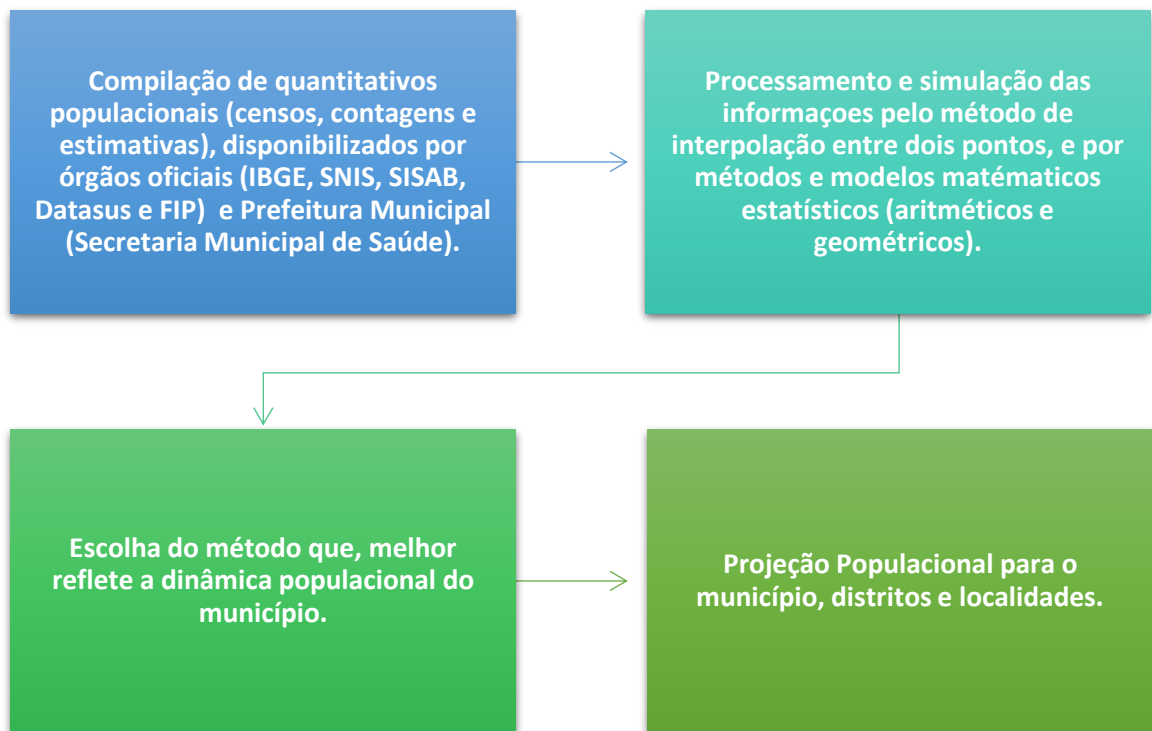 Compilação de quantitativos
populacionais (censos, contagens e
estimativas), disponibilizados por
órgãos oficiais (IBGE, SNIS, SISAB,
Datasus e FIP) e Prefeitura Municipal
(Secretaria Municipal de Saúde).
Processamento e simulação das
informaçoes pelo método de
interpolação entre dois pontos, e por
métodos e modelos matématicos
estatísticos (aritméticos e
geométricos).
Escolha do método que, melhor
reflete a dinâmica populacional do
município.
Projeção Populacional para o
município, distritos e localidades.